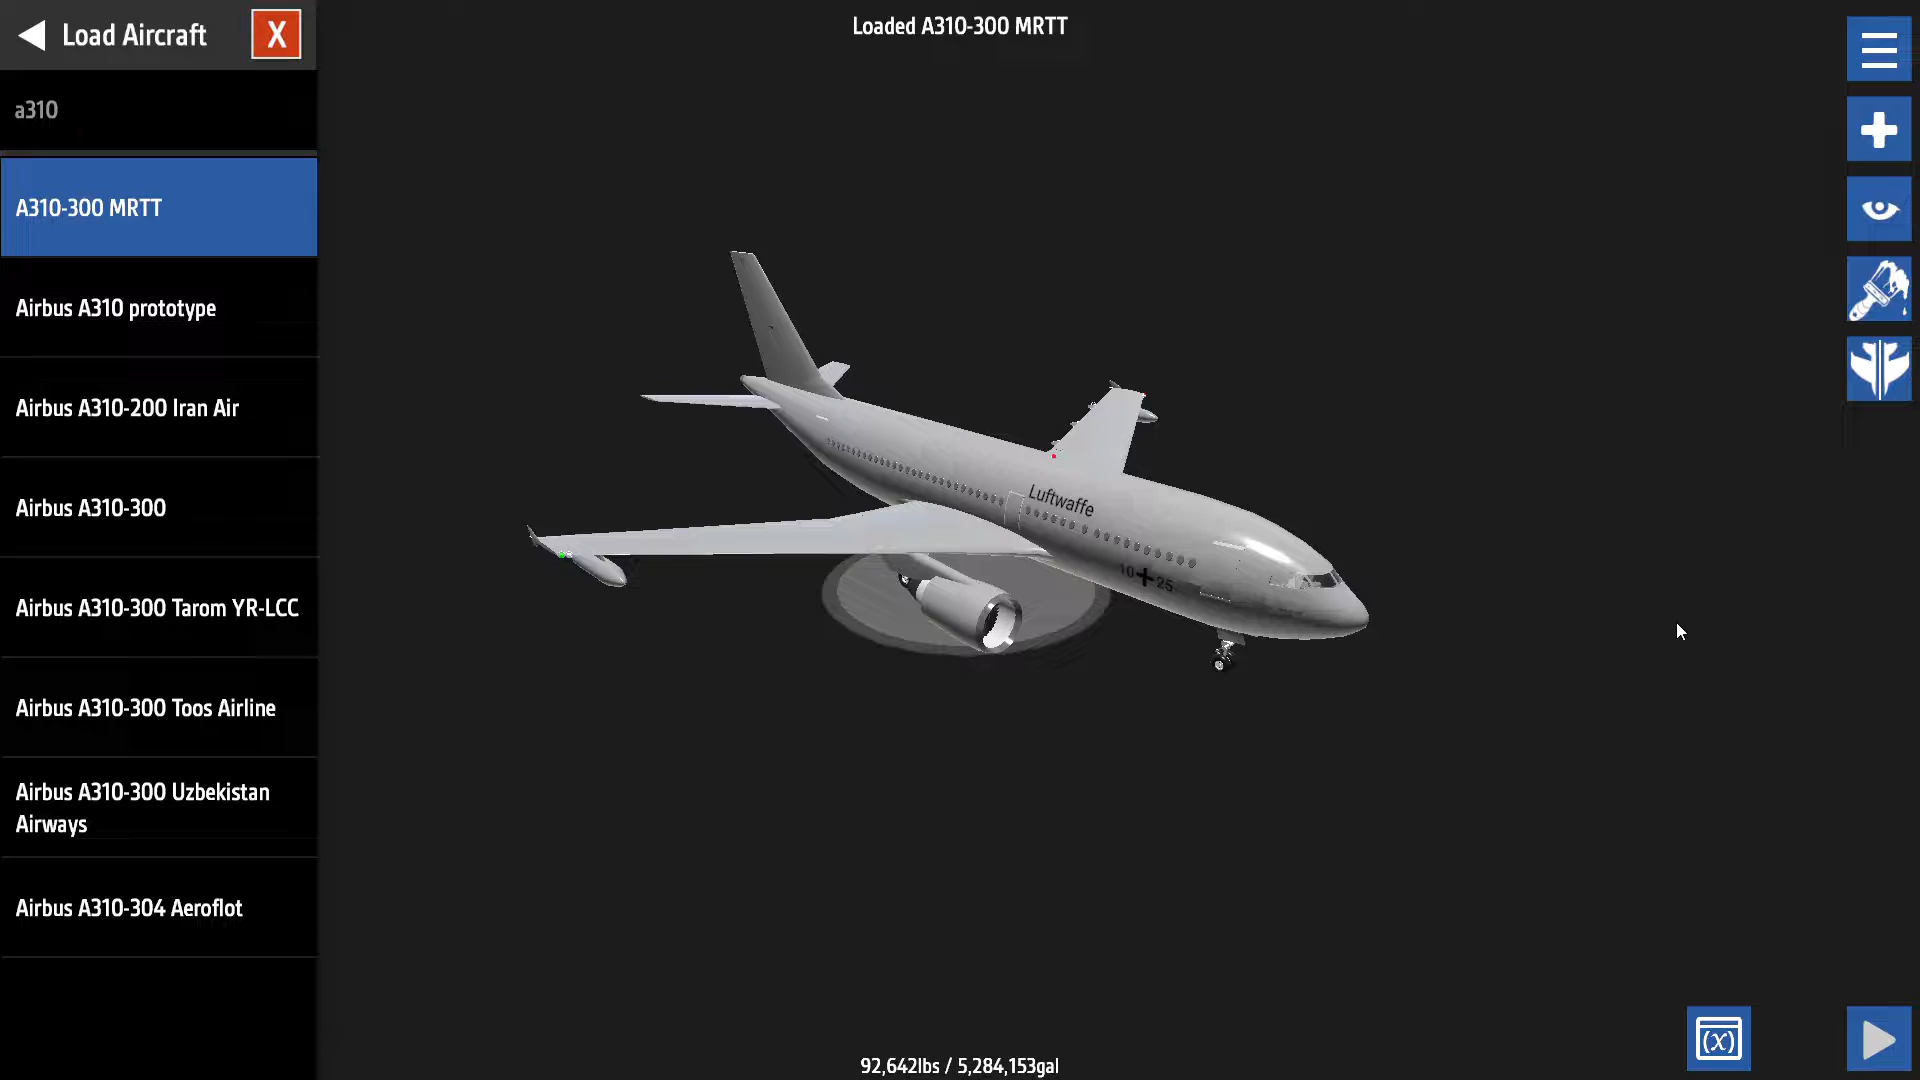 Load Aircraft
X
Loaded A310-300 MRTT
a310
A310-300 MRTT
Airbus A310 prototype
Airbus A310-200 Iran Air
Airbus A310-300
Airbus A310-300 Tarom YR-LCC
Airbus A310-300 Toos Airline
Airbus A310-300 Uzbekistan
Airways
Airbus A310-304 Aeroflot
Luftwaffe
10 25
(x)
92,642lbs / 5,284,153gal